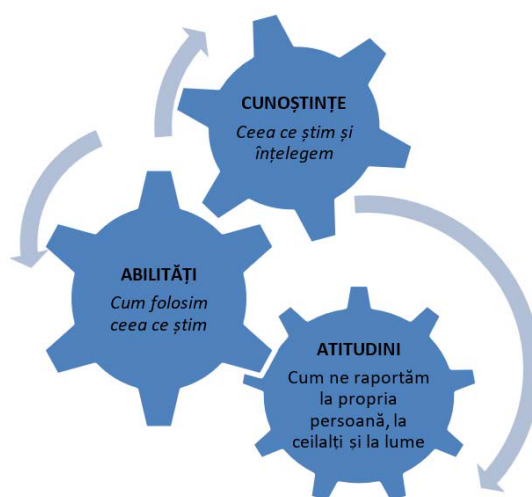 CUNOȘTINȚE
Ceea ce știm și
înțelegem
ABILITĂȚI
Cum folosim
ceea ce știm
ATITUDINI
Cum ne raportăm
la propria
persoană, la
ceilalți și la lume